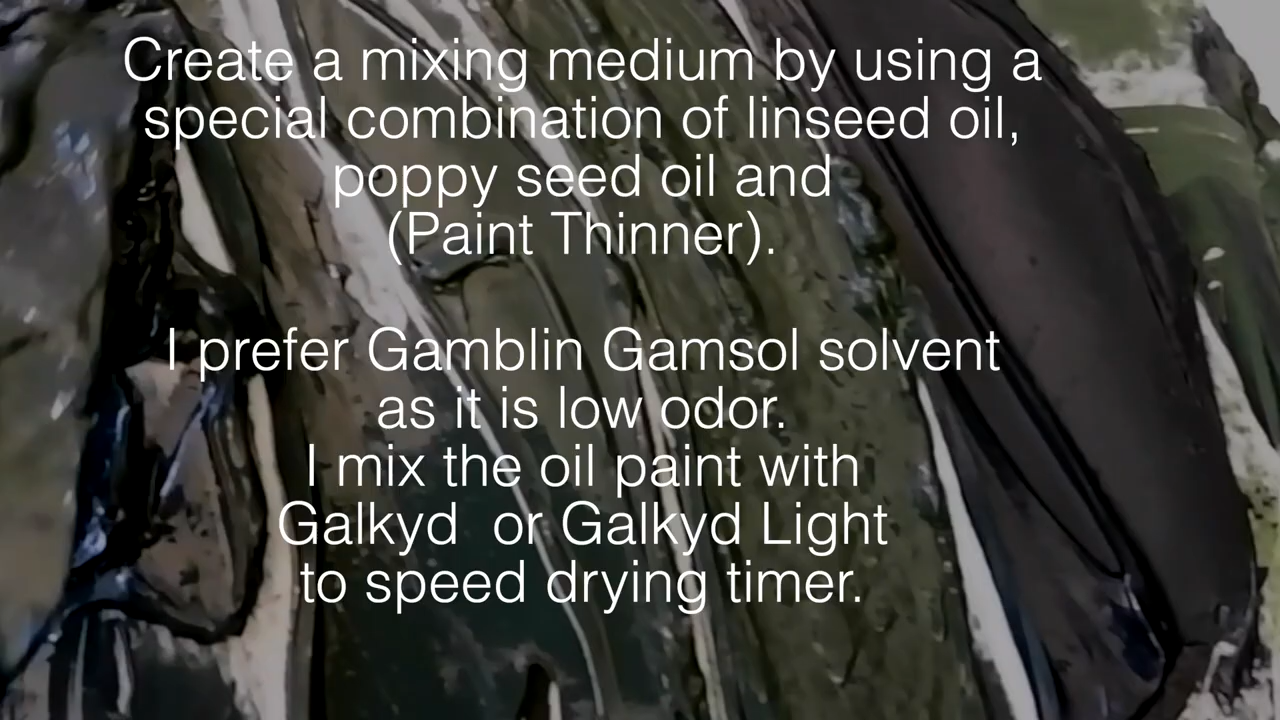 Create a mixing medium by using a
special combination of linseed oil,
poppy seed oil and
(Paint Thinner).
I prefer Gamblin Gamsol solvent
as it is low odor.
I mix the oil paint with
Galkyd  or Galkyd Light
to speed drying timer.